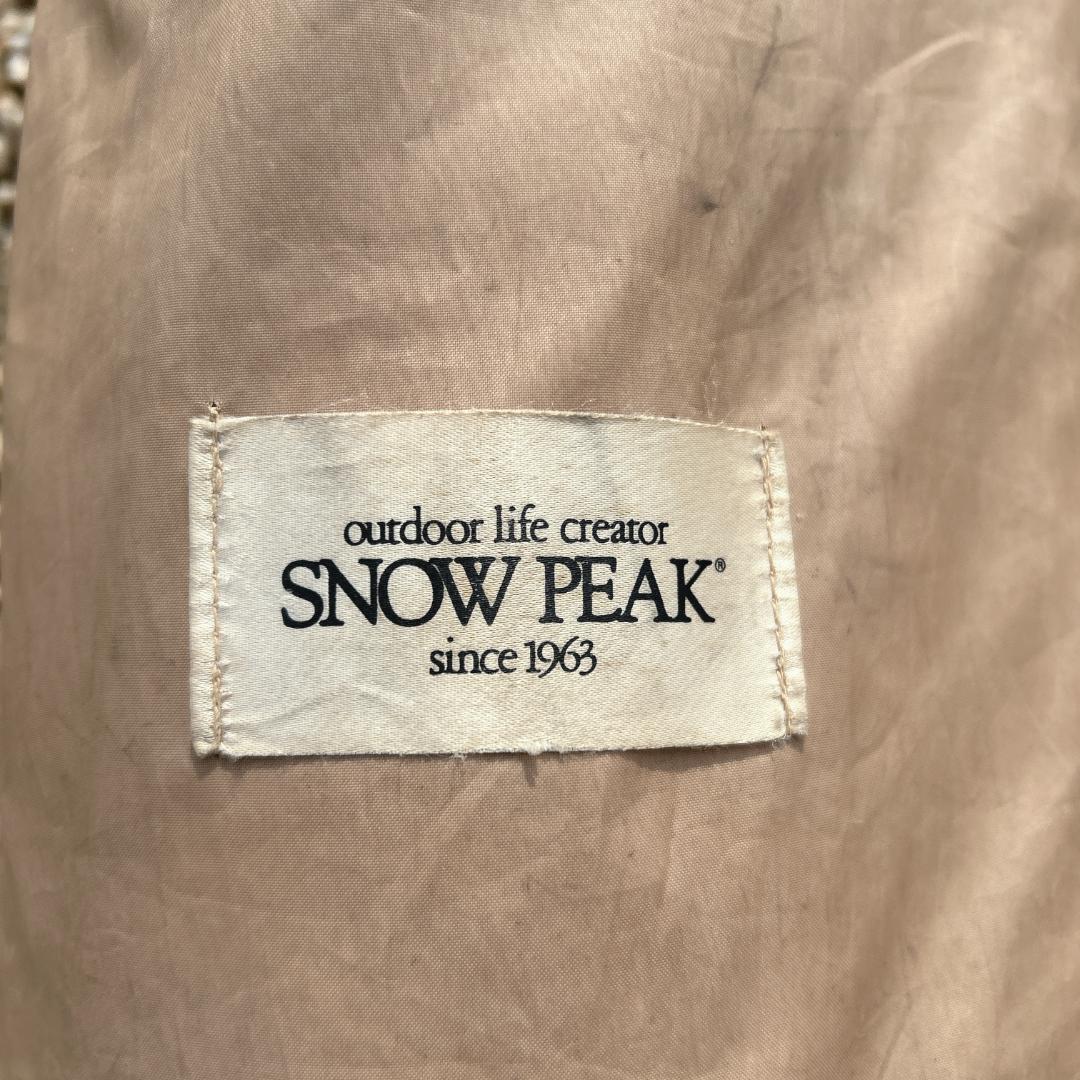 outdoor life creator
SNOW PEAK®
since 1963